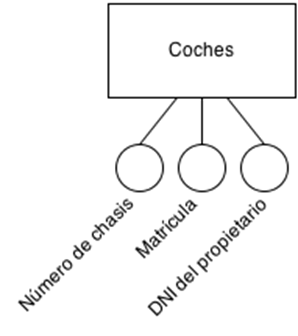 Coches
Número de chasis
Matrícula
DNI del propietario